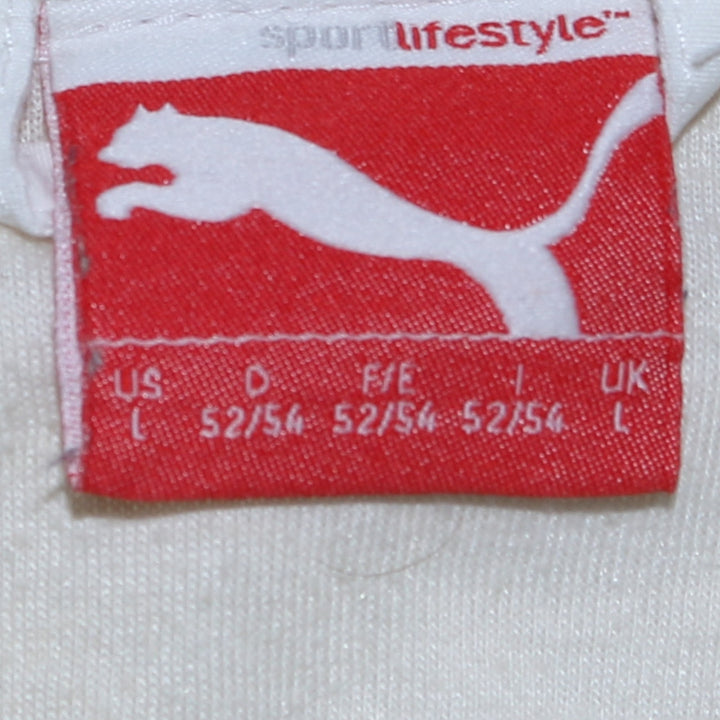 sportlifestyle™
US D F/E I UK
L 52/54 52/54 52/54 L